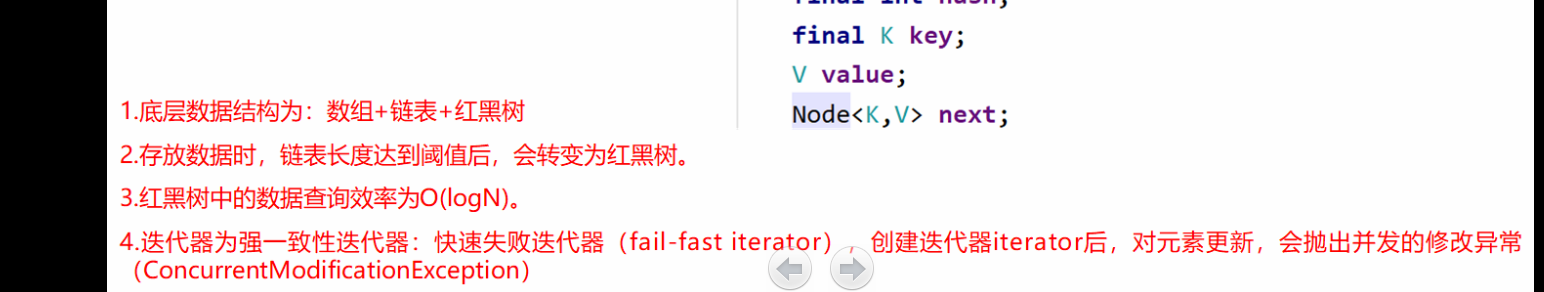 final int hash;
final K key;
V value;
Node<K,V> next;
1.底层数据结构为：数组+链表+红黑树
2.存放数据时，链表长度达到阈值后，会转变为红黑树。
3.红黑树中的数据查询效率为O(logN)。
4.迭代器为强一致性迭代器：快速失败迭代器（fail-fast iterator），创建迭代器iterator后，对元素更新，会抛出并发的修改异常
（ConcurrentModificationException）